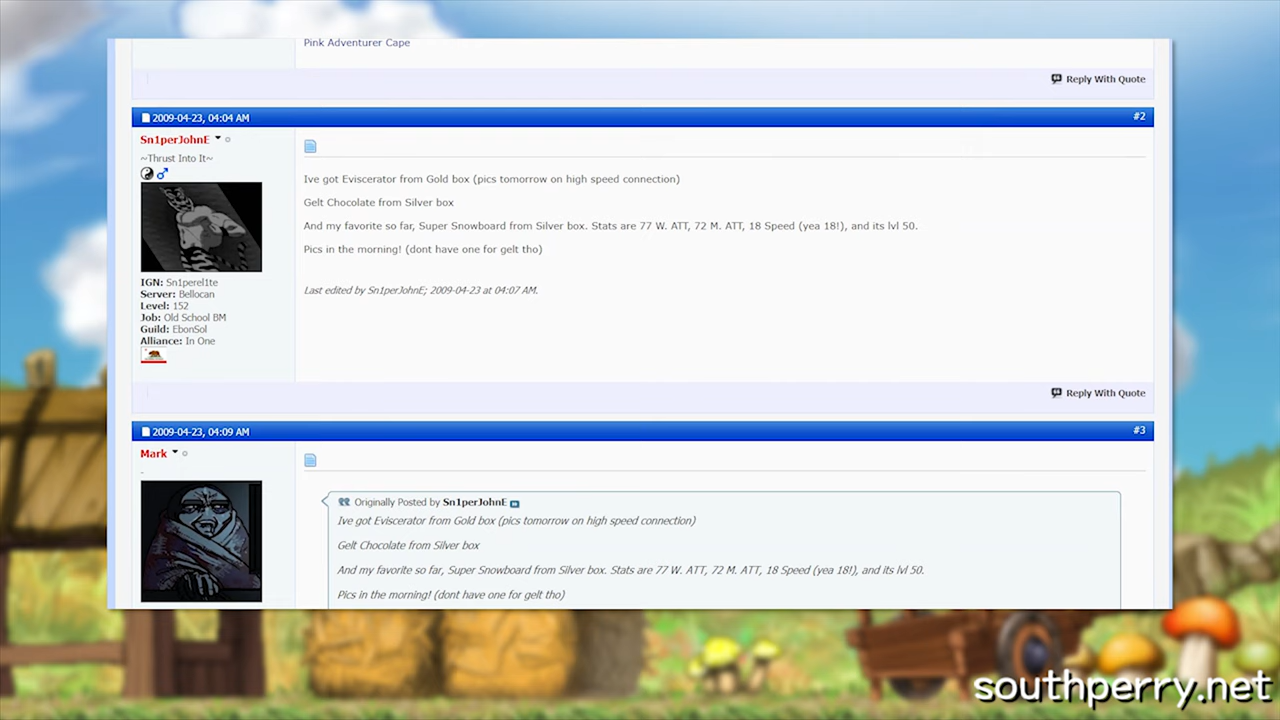 Pink Adventurer Cape
Reply With Quote
2009-04-23, 04:04 AM
#2
Sn1perJohnE
~Thrust Into It~
IGN: Sn1perel1te
Server: Bellocan
Level: 152
Job: Old School BM
Guild: EbonSol
Alliance: In One
Ive got Eviscerator from Gold box (pics tomorrow on high speed connection)
Gelt Chocolate from Silver box
And my favorite so far, Super Snowboard from Silver box. Stats are 77 W. ATT, 72 M. ATT, 18 Speed (yea 18!), and its lvl 50.
Pics in the morning! (dont have one for gelt tho)
Last edited by Sn1perJohnE; 2009-04-23 at 04:07 AM.
Reply With Quote
2009-04-23, 04:09 AM
#3
Mark
-
Originally Posted by Sn1perJohnE
Ive got Eviscerator from Gold box (pics tomorrow on high speed connection)
Gelt Chocolate from Silver box
And my favorite so far, Super Snowboard from Silver box. Stats are 77 W. ATT, 72 M. ATT, 18 Speed (yea 18!), and its lvl 50.
Pics in the morning! (dont have one for gelt tho)
southperry.net